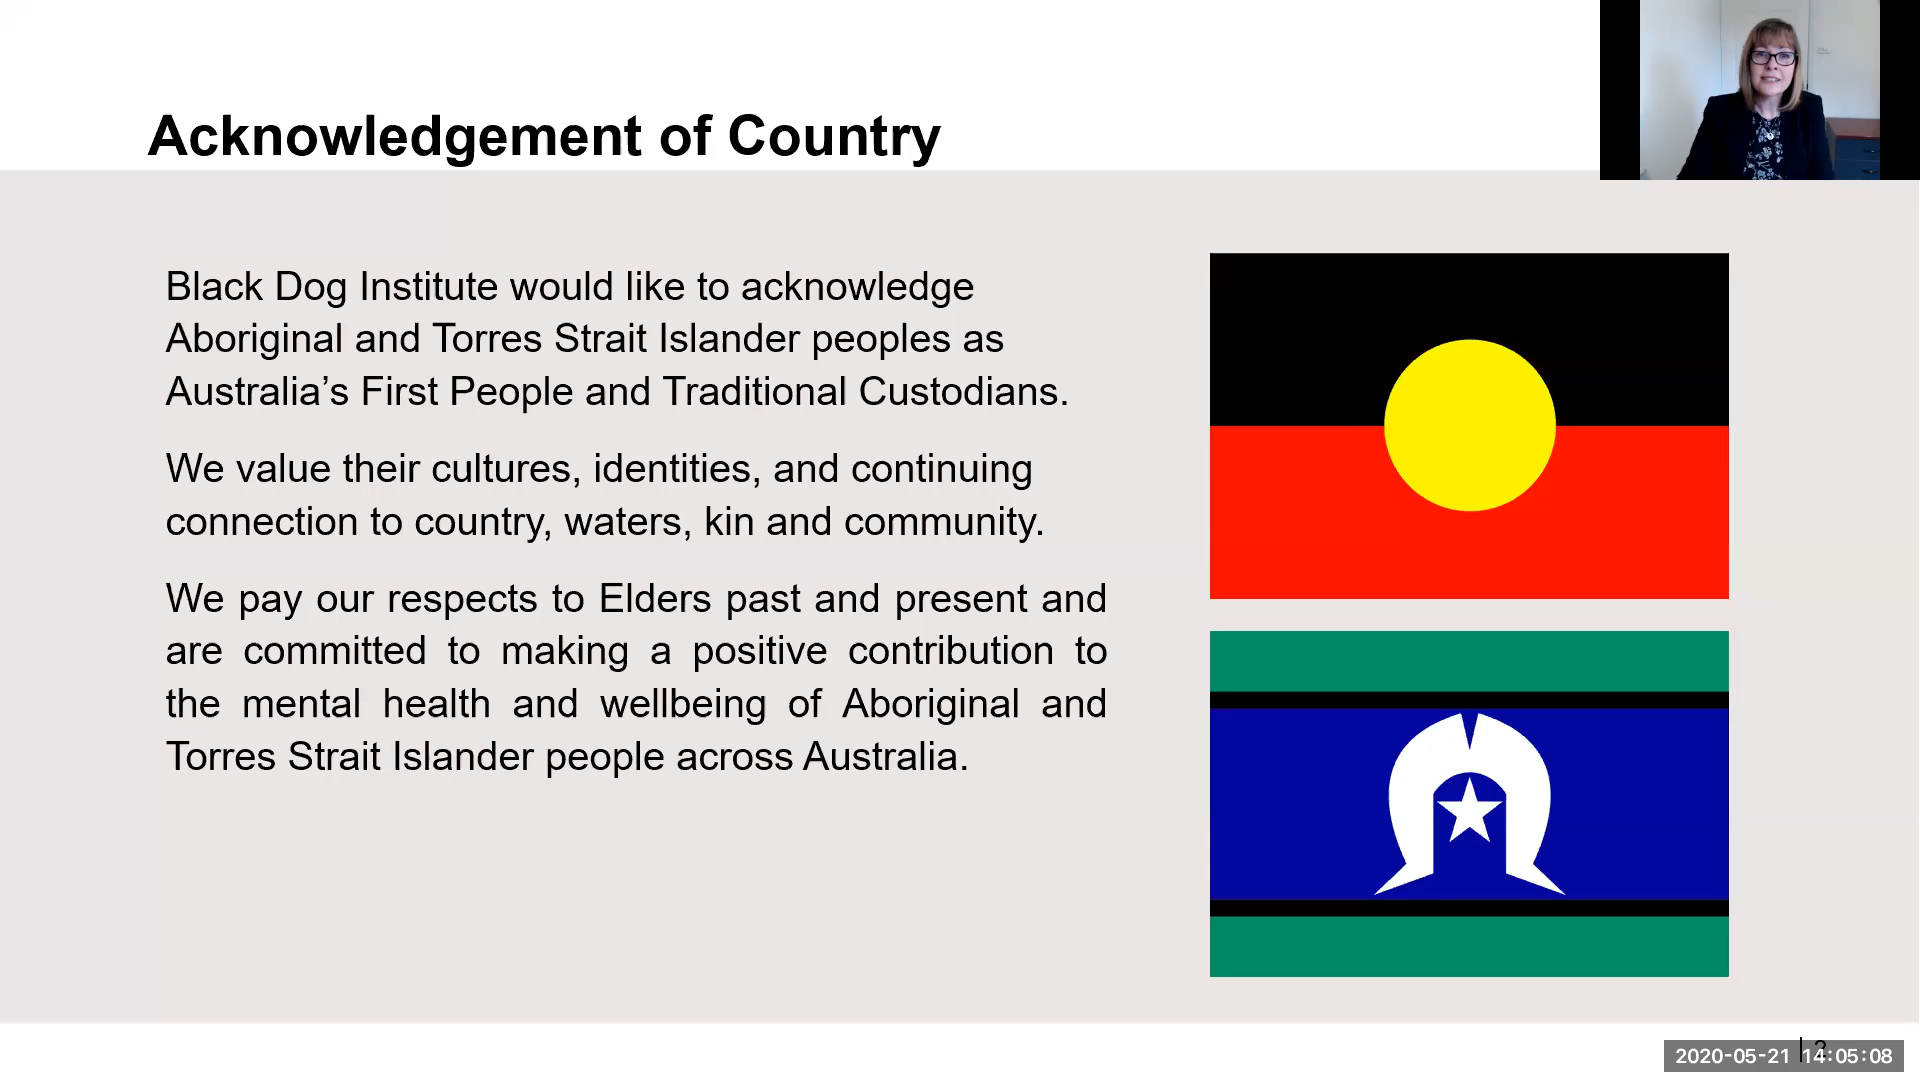 Acknowledgement of Country
Black Dog Institute would like to acknowledge
Aboriginal and Torres Strait Islander peoples as
Australia’s First People and Traditional Custodians.
We value their cultures, identities, and continuing
connection to country, waters, kin and community.
We pay our respects to Elders past and present and
are committed to making a positive contribution to
the mental health and wellbeing of Aboriginal and
Torres Strait Islander people across Australia.
2020-05-21 14:05:08